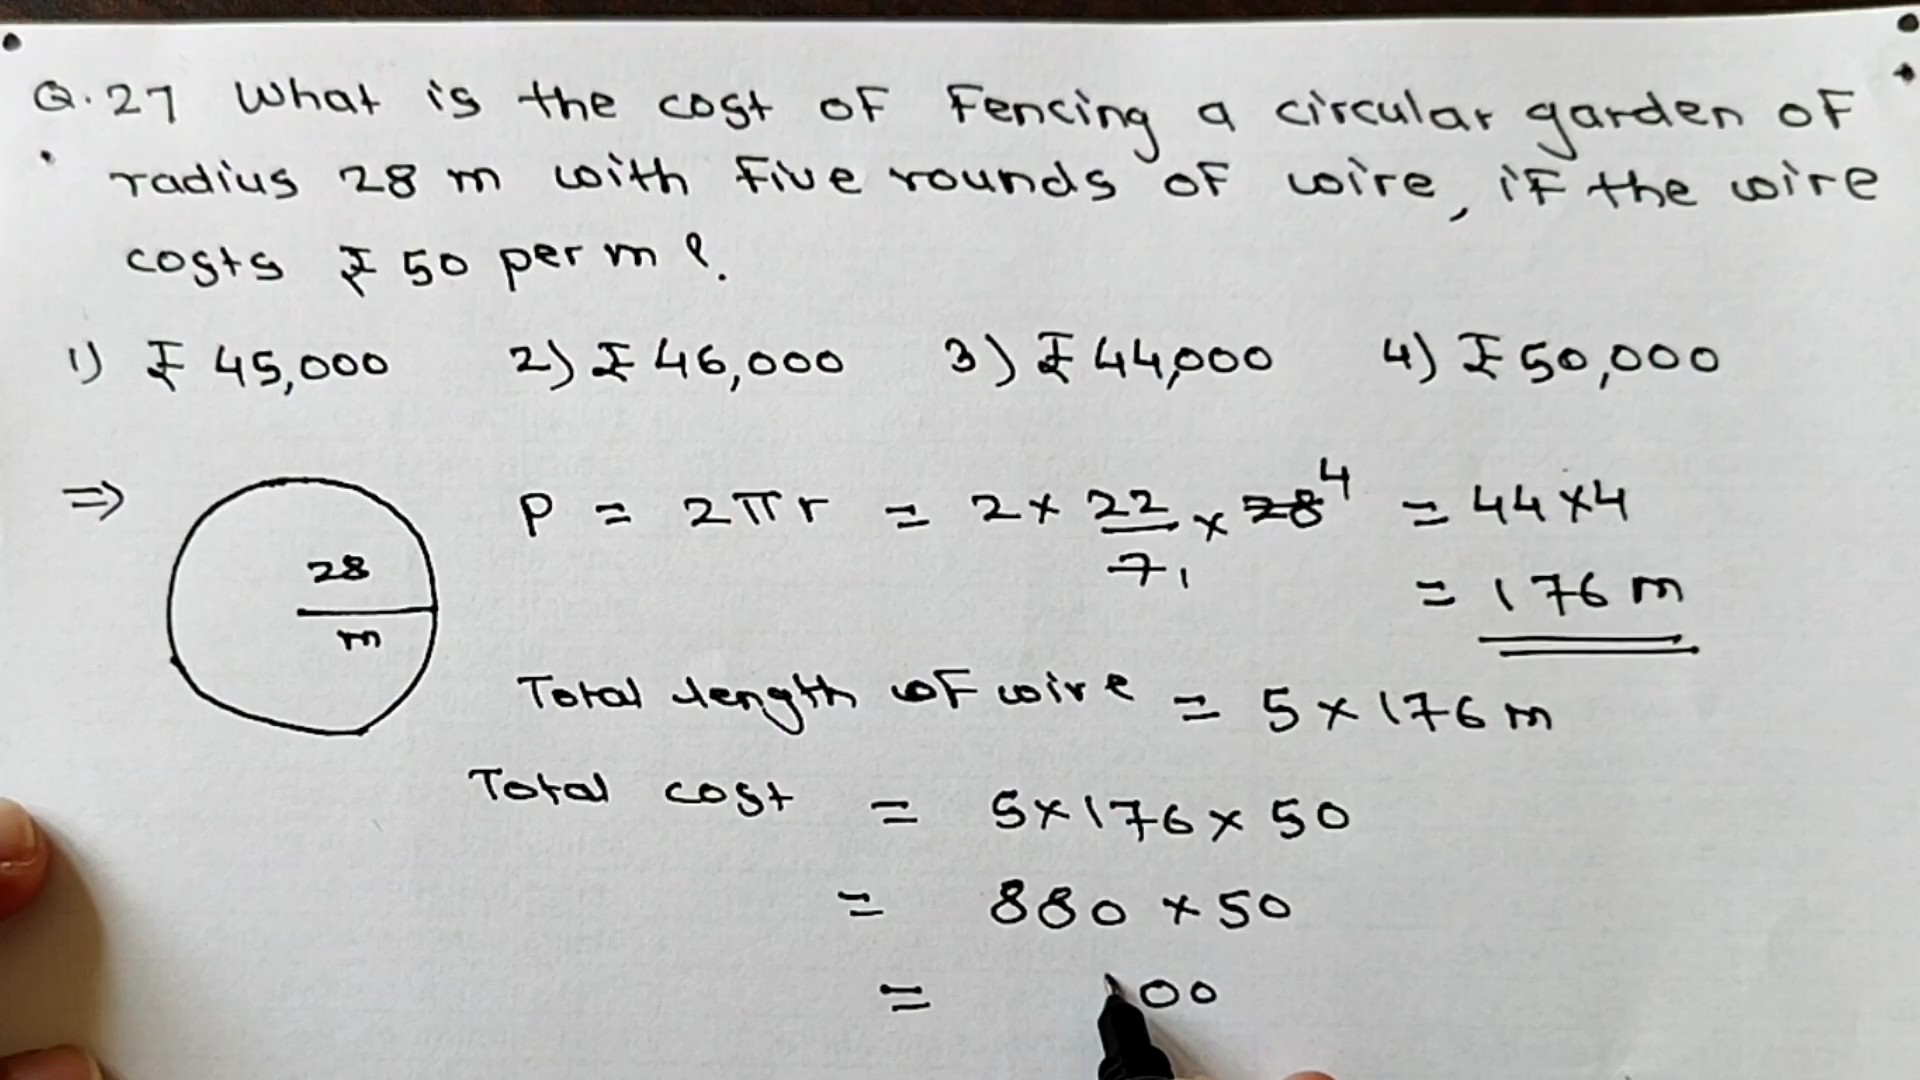 Q.27 What is the cost of Fencing a circular garden of
radius 28 m with Five rounds of wire, if the wire
costs ₹ 50 per m ?.
1) ₹ 45,000 2) ₹ 46,000 3) ₹ 44,000 4) ₹ 50,000
⇒ P = 2πr = 2 × 22/7 1 × 28 4 = 44 × 4
28
m
= 176 m
Total length of wire = 5 × 176 m
Total cost = 5 × 176 × 50
= 880 × 50
= 00